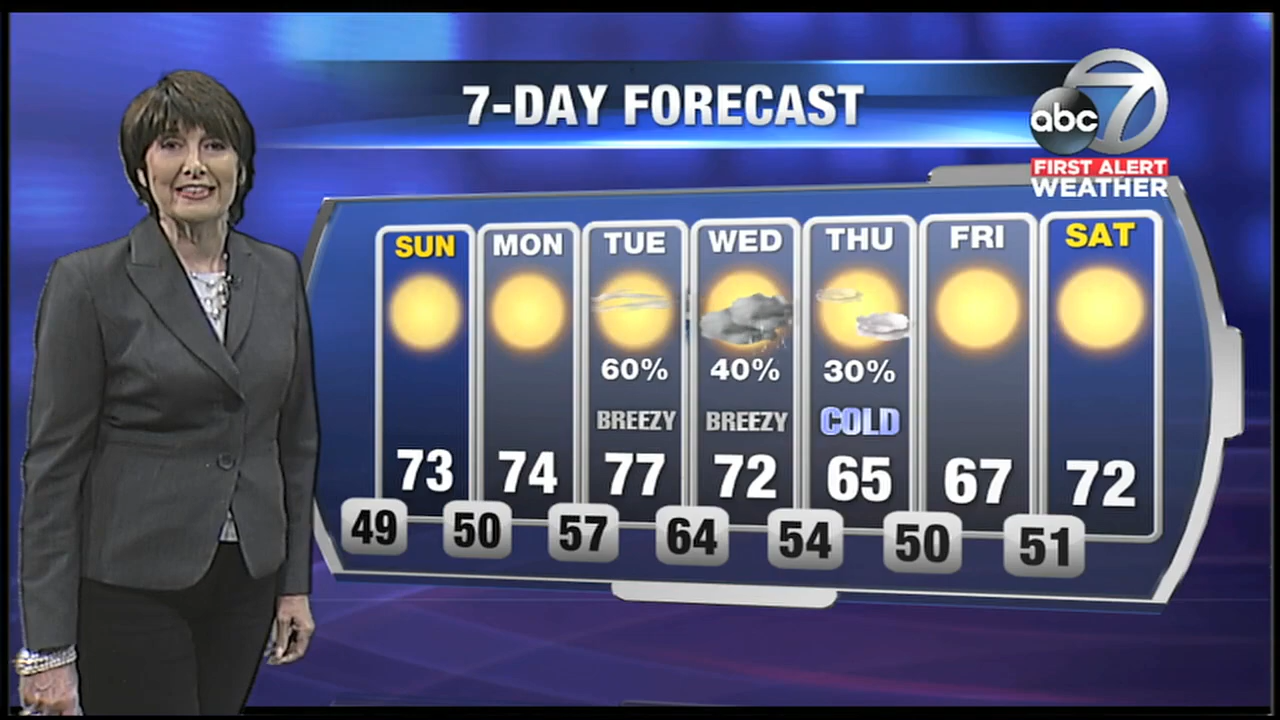 7-DAY FORECAST
abc 7
FIRST ALERT
WEATHER
SUN MON TUE WED THU FRI SAT
60% 40% 30%
BREEZY BREEZY COLD
73 74 77 72 65 67 72
49 50 57 64 54 50 51